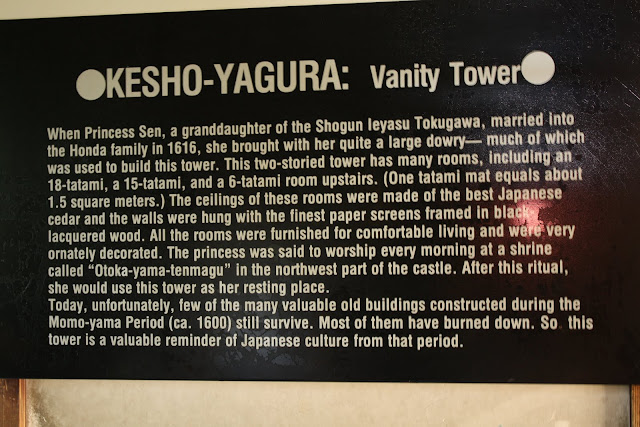 ●KESHO-YAGURA: Vanity Tower●
When Princess Sen, a granddaughter of the Shogun Ieyasu Tokugawa, married into
the Honda family in 1616, she brought with her quite a large dowry— much of which
was used to build this tower. This two-storied tower has many rooms, including an
18-tatami, a 15-tatami, and a 6-tatami room upstairs. (One tatami mat equals about
1.5 square meters.) The ceilings of these rooms were made of the best Japanese
cedar and the walls were hung with the finest paper screens framed in black-
lacquered wood. All the rooms were furnished for comfortable living and were very
ornately decorated. The princess was said to worship every morning at a shrine
called “Otoka-yama-tenmagu” in the northwest part of the castle. After this ritual,
she would use this tower as her resting place.
Today, unfortunately, few of the many valuable old buildings constructed during the
Momo-yama Period (ca. 1600) still survive. Most of them have burned down. So this
tower is a valuable reminder of Japanese culture from that period.